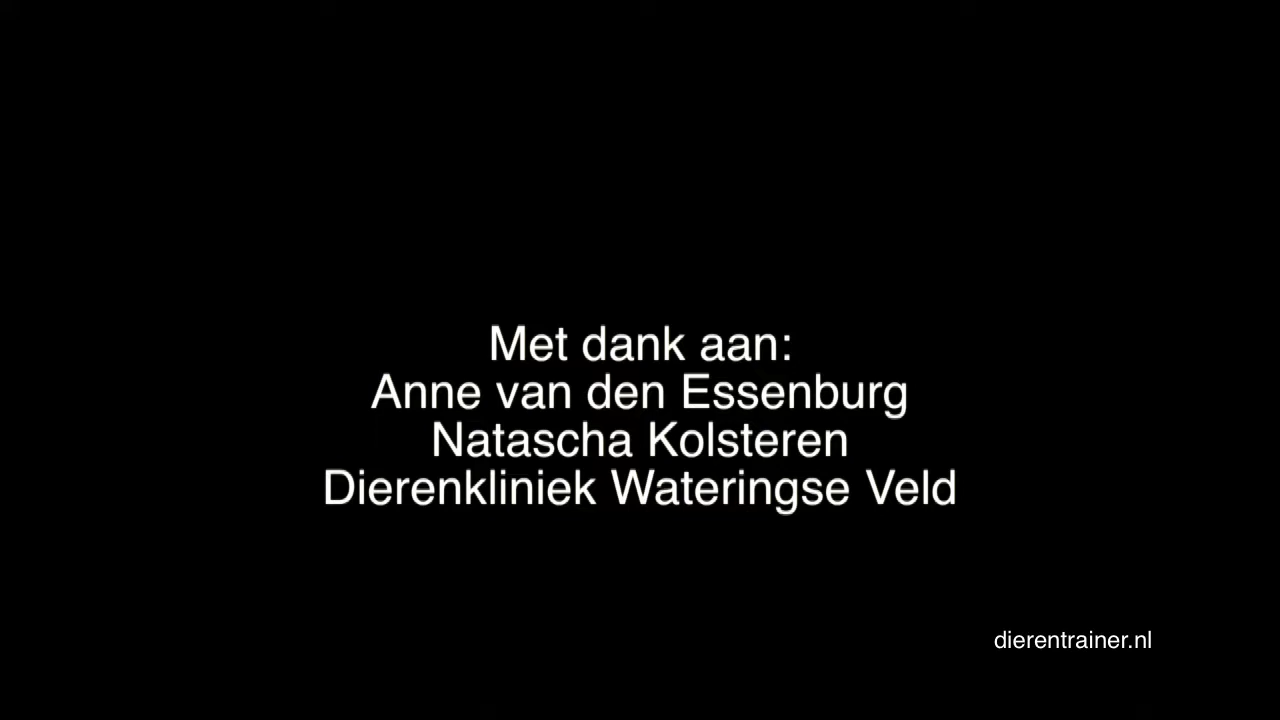 Met dank aan:
Anne van den Essenburg
Natascha Kolsteren
Dierenkliniek Wateringse Veld
dierentrainer.nl